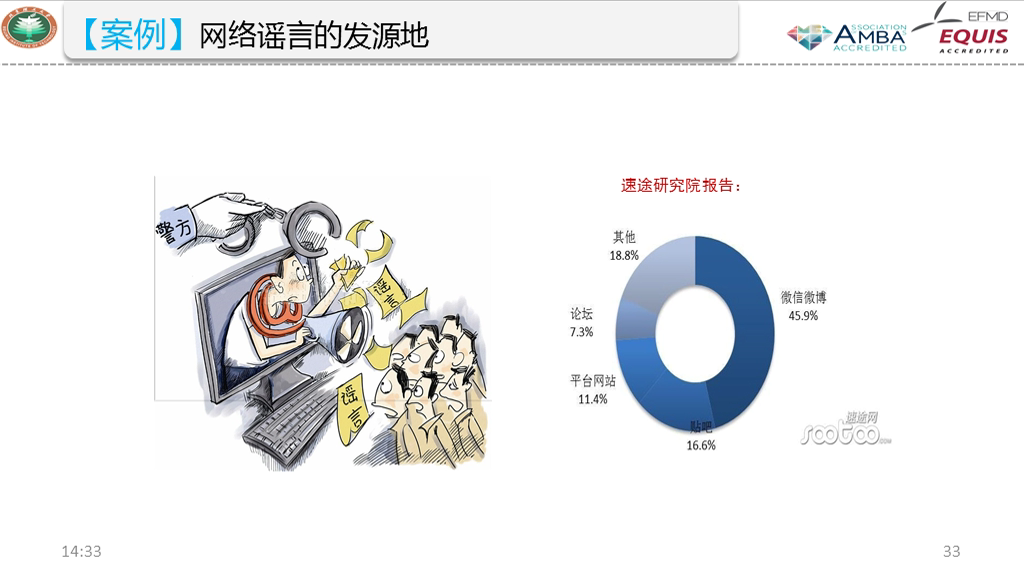 【案例】网络谣言的发源地
SSOCIATION
AMBA
ACCREDITED
EFMD
EQUIS
ACCREDITED
速途研究院报告：
警方
谣言
谣言
@
其他
18.8%
微信微博
45.9%
论坛
7.3%
平台网站
11.4%
贴吧
16.6%
速途网
sootoo.com
14:33
33